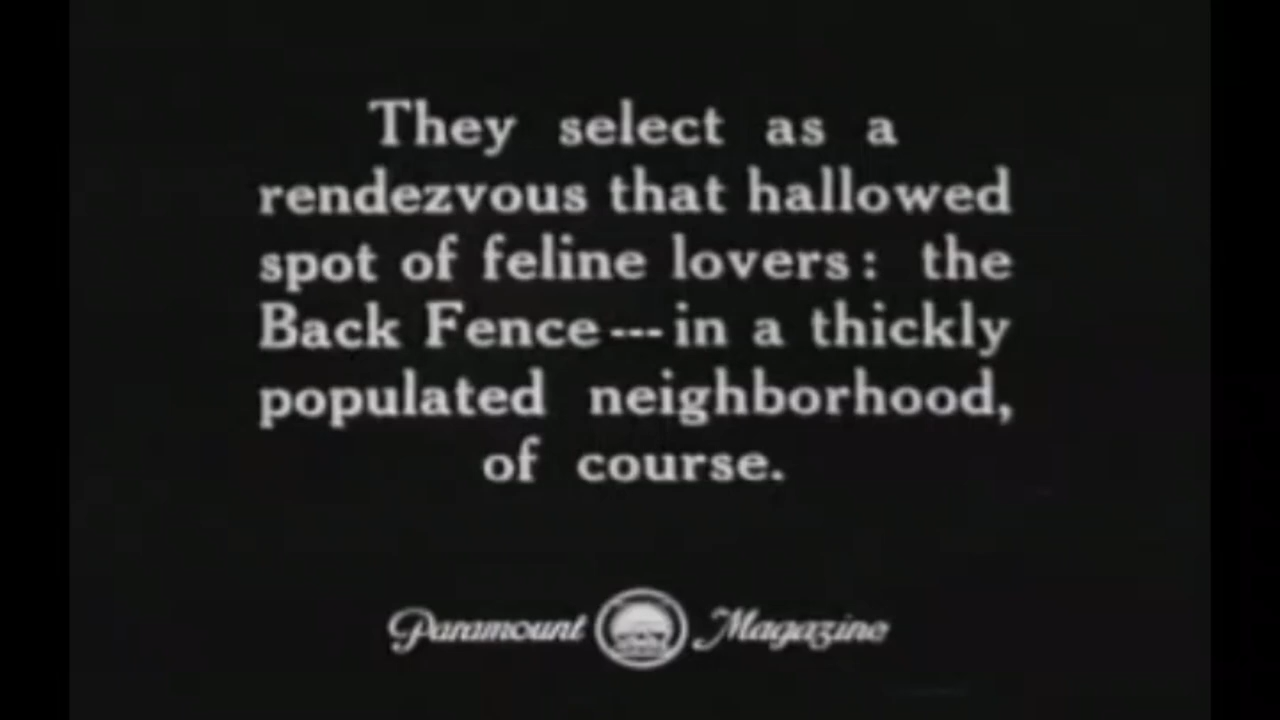 They select as a
rendezvous that hallowed
spot of feline lovers: the
Back Fence---in a thickly
populated neighborhood,
of course.
Paramount Magazine